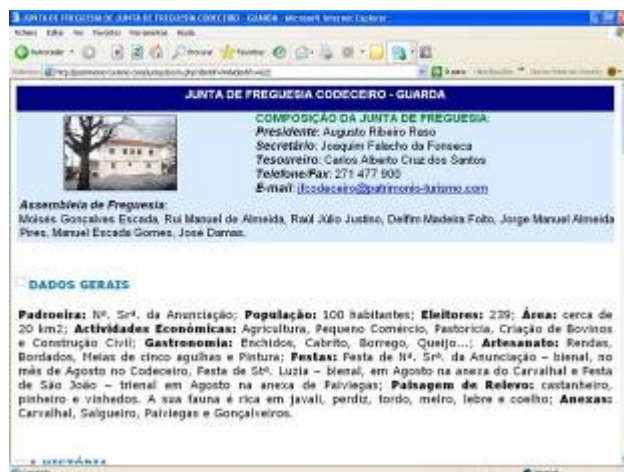 JUNTA DE FREGUESIA CODECEIRO - GUARDA
COMPOSIÇÃO DA JUNTA DE FREGUESIA:
Presidente: Augusto Ribeiro Raso
Secretário: Joaquim Falacho da Fonseca
Tesoureiro: Carlos Alberto Cruz dos Santos
Telefone/Fax: 271 477 900
E-mail: jfcodeceiro@patrimonio-turismo.com
Assembleia de Freguesia:
Moisés Gonçalves Escada, Rui Manuel de Almeida, Raúl Júlio Justino, Delfim Madeira Foito, Jorge Manuel Almeida
Pires, Manuel Escada Gomes, José Damas.
DADOS GERAIS
Padroeira: Nª. Srª. da Anunciação; População: 100 habitantes; Eleitores: 239; Área: cerca de
20 km2; Actividades Económicas: Agricultura, Pequeno Comércio, Pastorícia, Criação de Bovinos
e Construção Civil; Gastronomia: Enchidos, Cabrito, Borrego, Queijo...; Artesanato: Rendas,
Bordados, Meias de cinco agulhas e Pintura; Festas: Festa de Nª. Srª. da Anunciação – bienal, no
mês de Agosto no Codeceiro, Festa de Stª. Luzia – bienal, em Agosto na anexa do Carvalhal e Festa
de São João – trienal em Agosto na anexa de Paiviegas; Paisagem de Relevo: castanheiro,
pinheiro e vinhedos. A sua fauna é rica em javali, perdiz, tordo, melro, lebre e coelho; Anexas:
Carvalhal, Salgueiro, Paiviegas e Gonçalveiros.
A HISTÓRIA